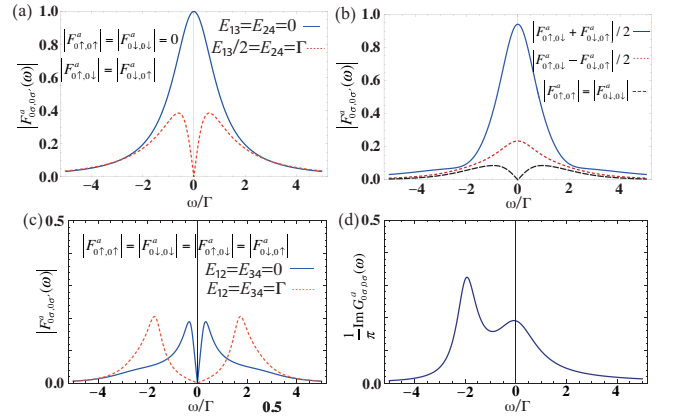 (a)
|F^a_{0↑,0↑}| = |F^a_{0↓,0↓}| = 0
|F^a_{0↑,0↓}| = |F^a_{0↓,0↑}|
E_{13}=E_{24}=0
E_{13}/2=E_{24}=Γ
|F^a_{0σ,0σ'}(ω)|
1.0
0.8
0.6
0.4
0.2
0.0
−4 −2 0 2 4
ω/Γ
(b)
|F^a_{0↑,0↓} + F^a_{0↓,0↑}| / 2
|F^a_{0↑,0↓} − F^a_{0↓,0↑}| / 2
|F^a_{0↑,0↑}| = |F^a_{0↓,0↓}|
|F^a_{0σ,0σ'}(ω)|
1.0
0.8
0.6
0.4
0.2
0.0
−4 −2 0 2 4
ω/Γ
(c)
|F^a_{0↑,0↑}| = |F^a_{0↓,0↓}| = |F^a_{0↑,0↓}| = |F^a_{0↓,0↑}|
E_{12}=E_{34}=0
E_{12}=E_{34}=Γ
|F^a_{0σ,0σ'}(ω)|
0.5
0.0
−4 −2 0 2 4
ω/Γ
0.5
(d)
1/π Im G^a_{0σ,0σ'}(ω)
0.5
0.0
−4 −2 0 2 4
ω/Γ